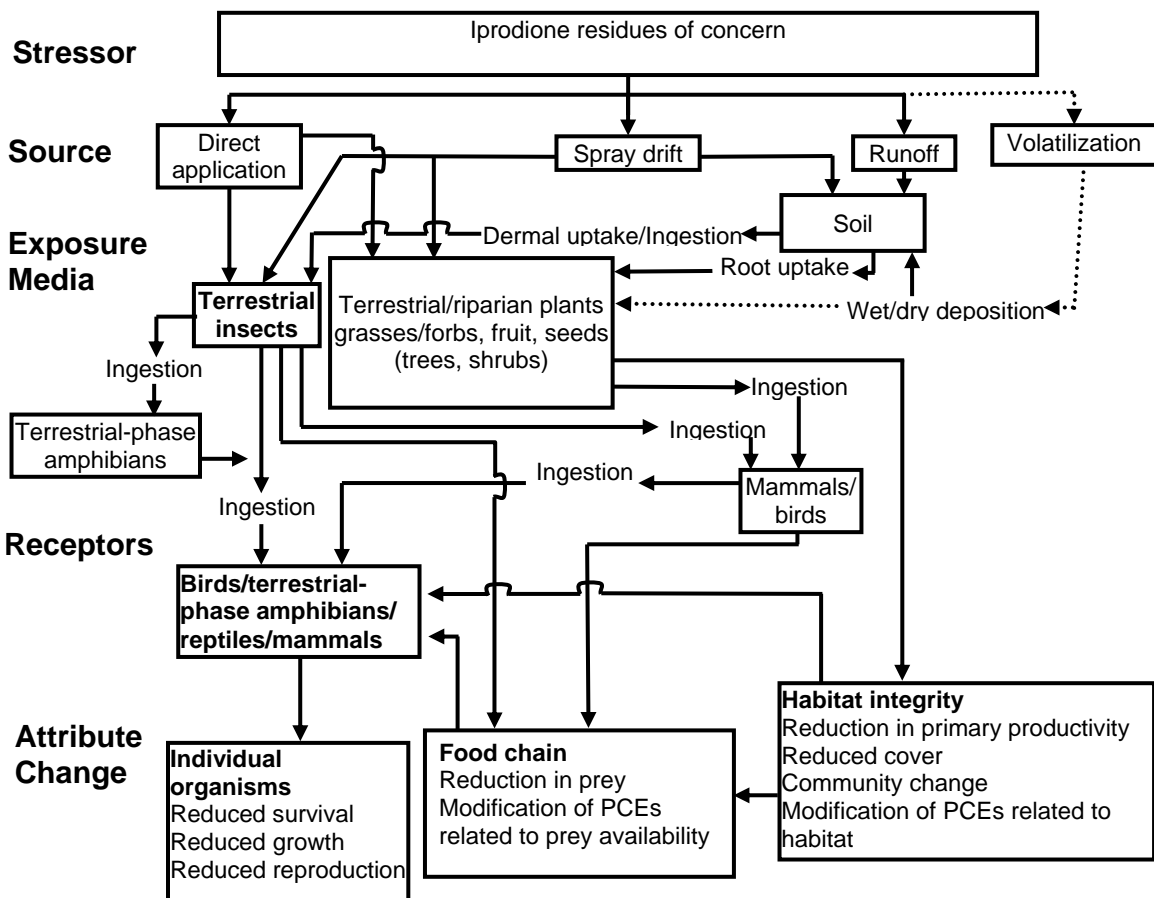 Iprodione residues of concern
Stressor
Source
Direct
application
Spray drift
Runoff
Volatilization
Exposure
Media
Soil
Dermal uptake/Ingestion
Root uptake
Wet/dry deposition
Terrestrial
insects
Terrestrial/riparian plants
grasses/forbs, fruit, seeds
(trees, shrubs)
Ingestion
Ingestion
Ingestion
Terrestrial-phase
amphibians
Ingestion
Ingestion
Mammals/
birds
Receptors
Birds/terrestrial-
phase amphibians/
reptiles/mammals
Attribute
Change
Individual
organisms
Reduced survival
Reduced growth
Reduced reproduction
Food chain
Reduction in prey
Modification of PCEs
related to prey availability
Habitat integrity
Reduction in primary productivity
Reduced cover
Community change
Modification of PCEs related to
habitat